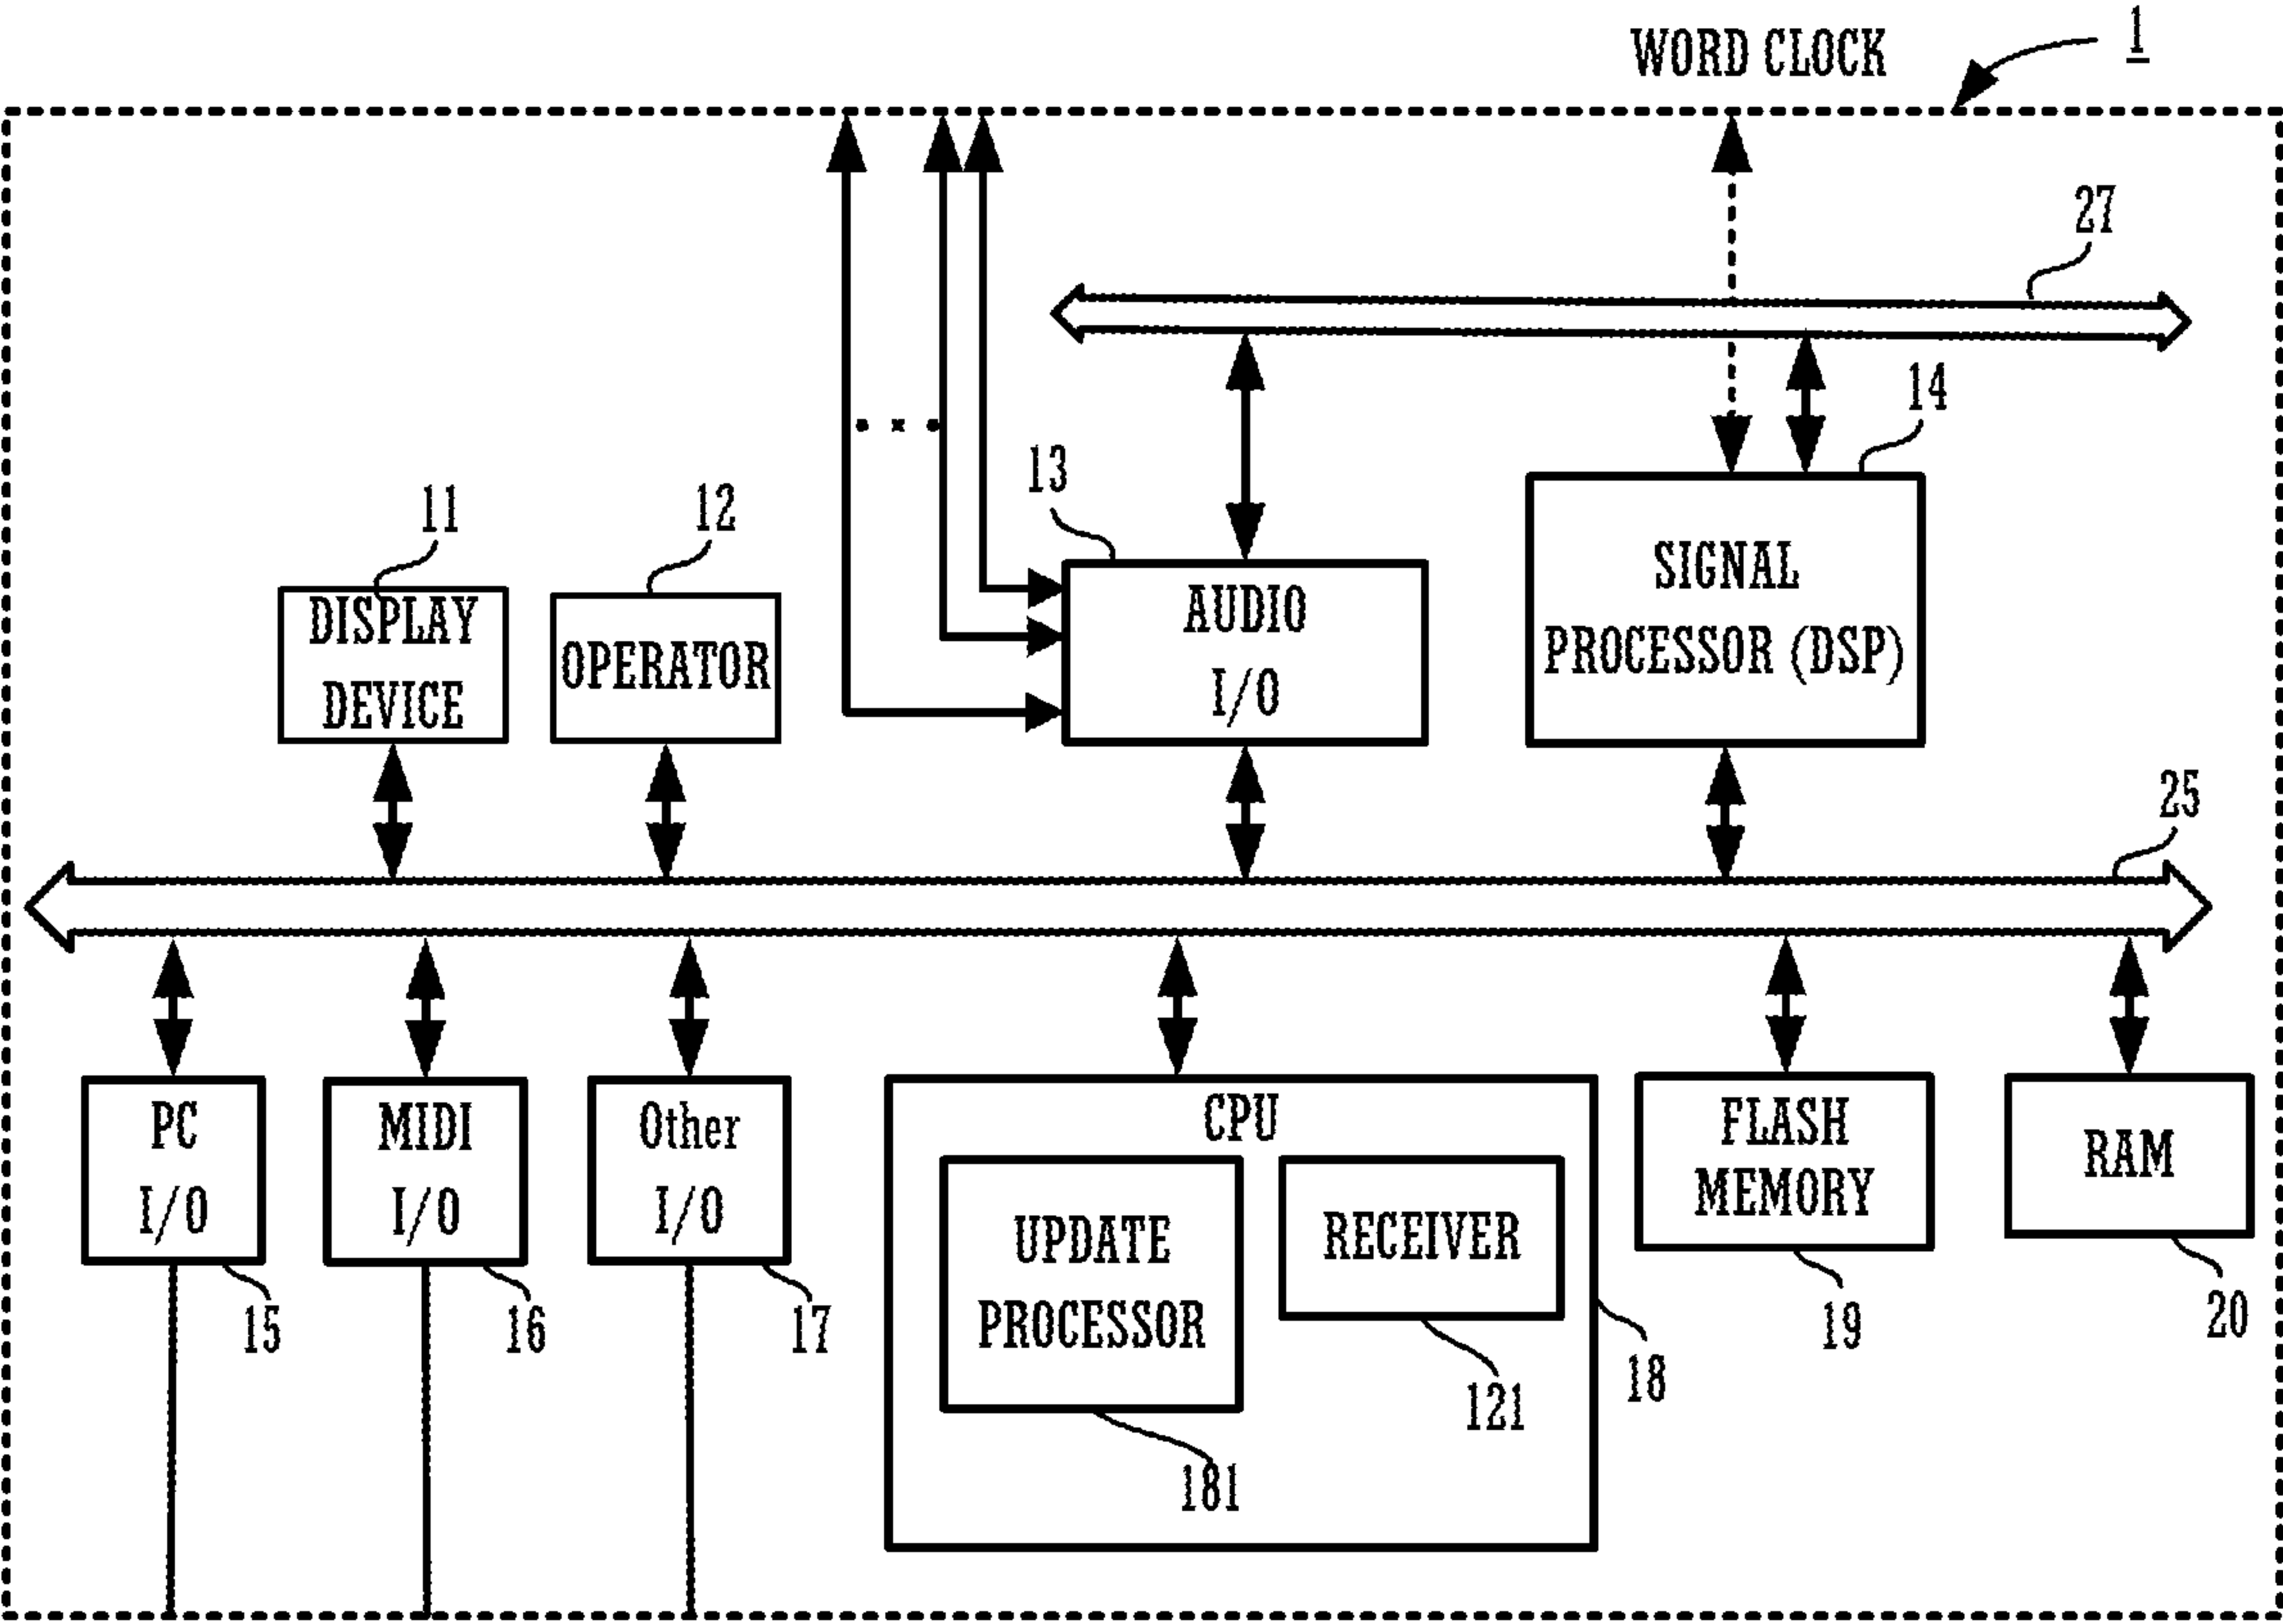 WORD CLOCK
1
27
14
13
11
12
DISPLAY
DEVICE
OPERATOR
AUDIO
I/O
SIGNAL
PROCESSOR (DSP)
25
PC
I/O
MIDI
I/O
Other
I/O
CPU
UPDATE
PROCESSOR
RECEIVER
FLASH
MEMORY
RAM
15
16
17
181
121
18
19
20